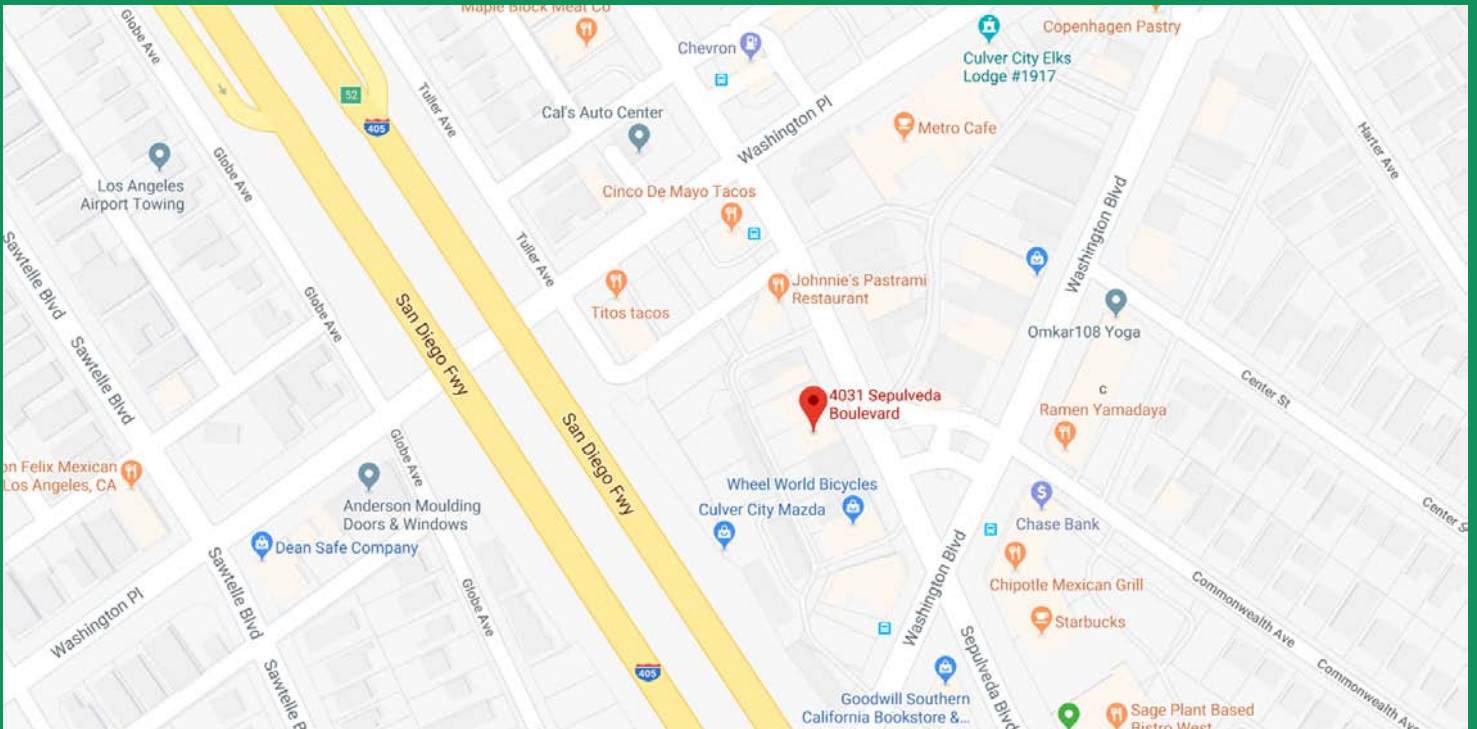 Maple Block Meat Co
Copenhagen Pastry
Globe Ave
Chevron
Culver City Elks
Lodge #1917
52
405
Tuller Ave
Cal's Auto Center
Washington Pl
Metro Cafe
Harter Ave
Los Angeles
Airport Towing
Globe Ave
Cinco De Mayo Tacos
Washington Blvd
Sawtelle Blvd
Tuller Ave
Titos tacos
Johnnie's Pastrami
Restaurant
Globe Ave
San Diego Fwy
Omkar108 Yoga
Sawtelle Blvd
4031 Sepulveda
Boulevard
C
Ramen Yamadaya
Center St
San Diego Fwy
on Felix Mexican
Los Angeles, CA
Globe Ave
Anderson Moulding
Doors & Windows
Wheel World Bicycles
Culver City Mazda
Chase Bank
Center S
Dean Safe Company
Washington Blvd
Chipotle Mexican Grill
Starbucks
Commonwealth Ave
Washington Pl
Sawtelle Blvd
Globe Ave
405
Goodwill Southern
California Bookstore &...
Sepulveda Blvd
Sage Plant Based
Bistro West
Commonwealth Av
Sawtelle B